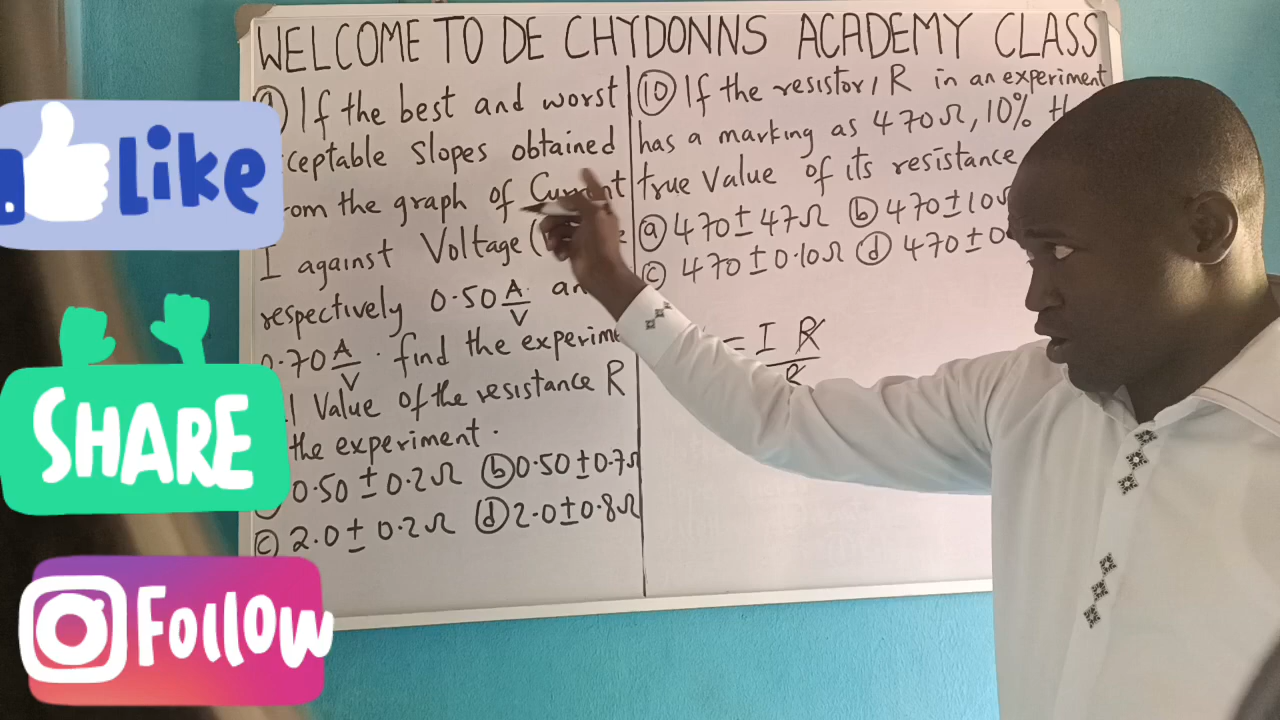 WELCOME TO DE CHYDONNS ACADEMY CLASS
If the best and worst
ceptable Slopes obtained
om the graph of Current
I against Voltage (
respectively 0.50 A/V an
0.70 A/V . find the experime
l Value of the resistance R
the experiment.
0.50 ± 0.2Ω (b) 0.50 ± 0.7Ω
(c) 2.0 ± 0.2Ω (d) 2.0 ± 0.8Ω
(10) If the resistor, R in an experiment
has a marking as 470Ω, 10% th
true Value of its resistance
(a) 470 ± 47Ω (b) 470 ± 10Ω
(c) 470 ± 0.10Ω (d) 470 ± 0
= I R
R
Like
SHARE
Follow